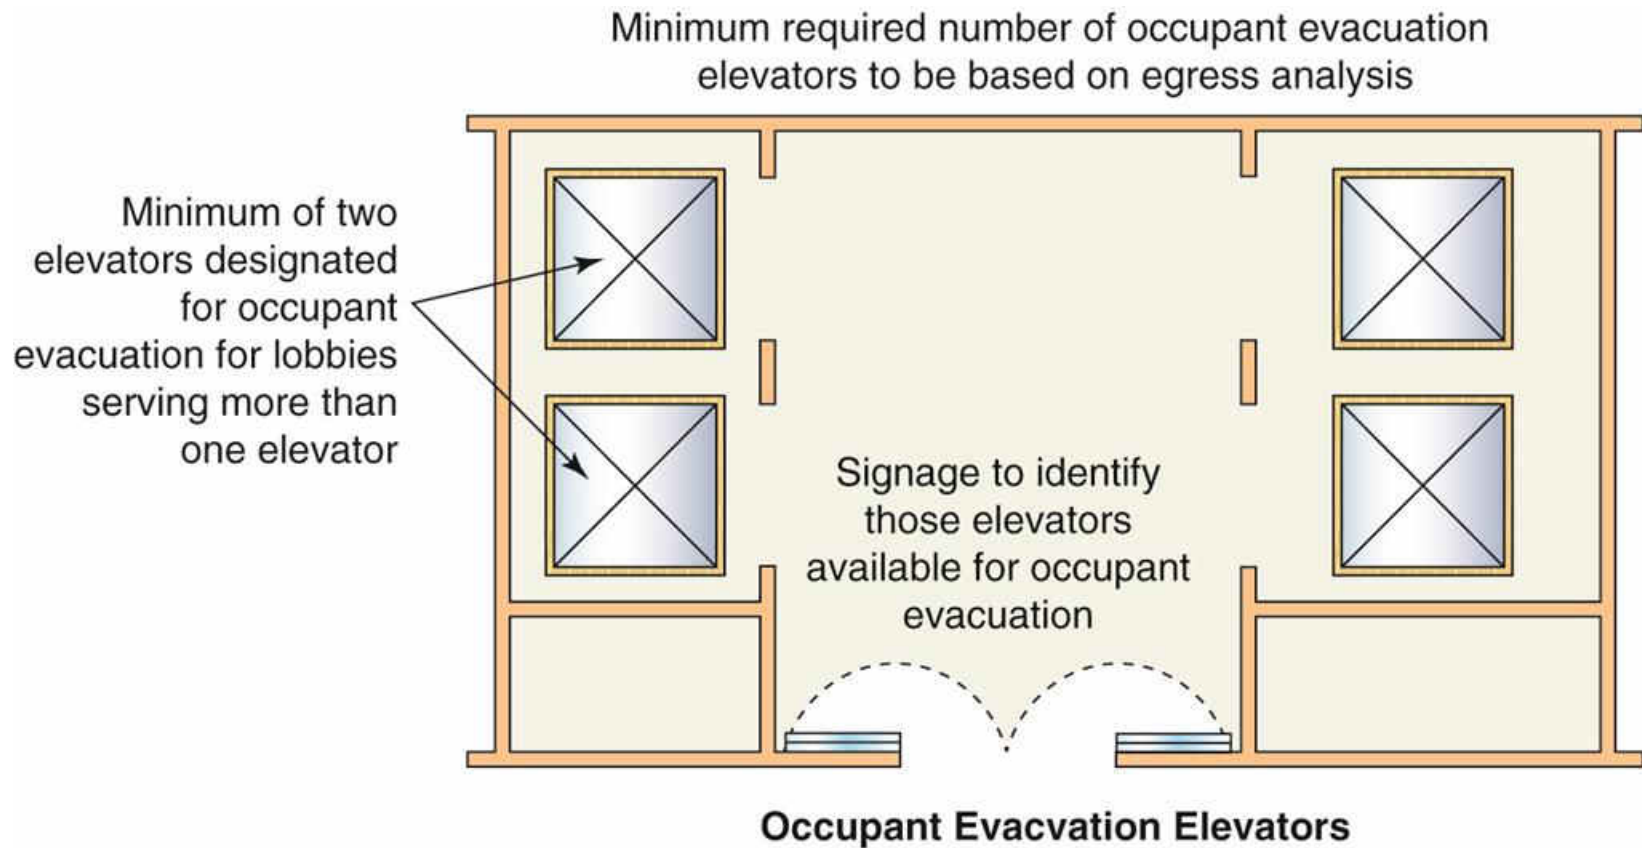 Minimum required number of occupant evacuation
elevators to be based on egress analysis
Minimum of two
elevators designated
for occupant
evacuation for lobbies
serving more than
one elevator
Signage to identify
those elevators
available for occupant
evacuation
Occupant Evacvation Elevators